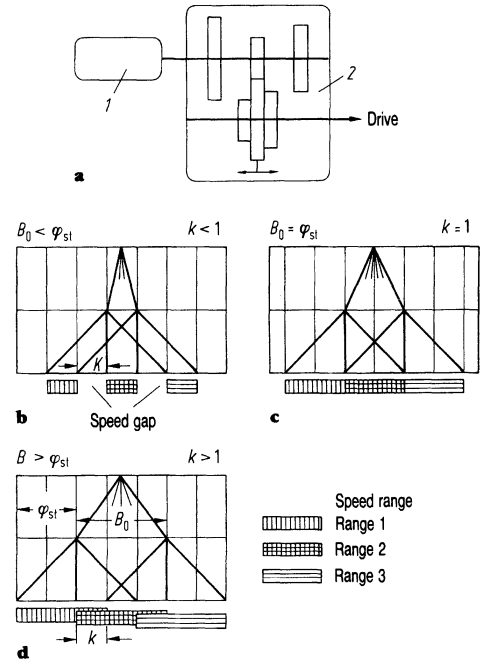 1
2
Drive
a
B₀ < φst
k < 1
k
Speed gap
b
B₀ = φst
k = 1
c
B > φst
k > 1
φst
B₀
k
d
Speed range
Range 1
Range 2
Range 3